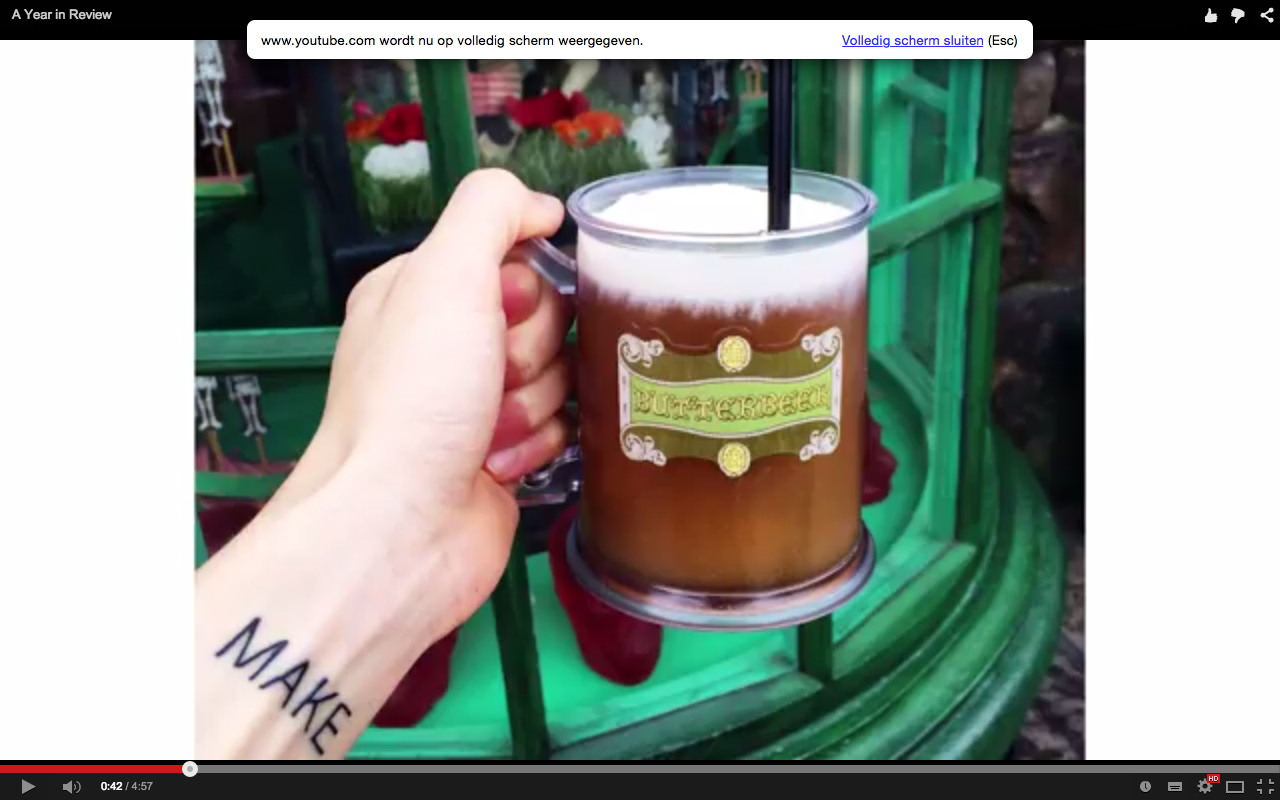 A Year in Review
www.youtube.com wordt nu op volledig scherm weergegeven.
Volledig scherm sluiten (Esc)
BUTTERBEER
MAKE
0:42 / 4:57
HD